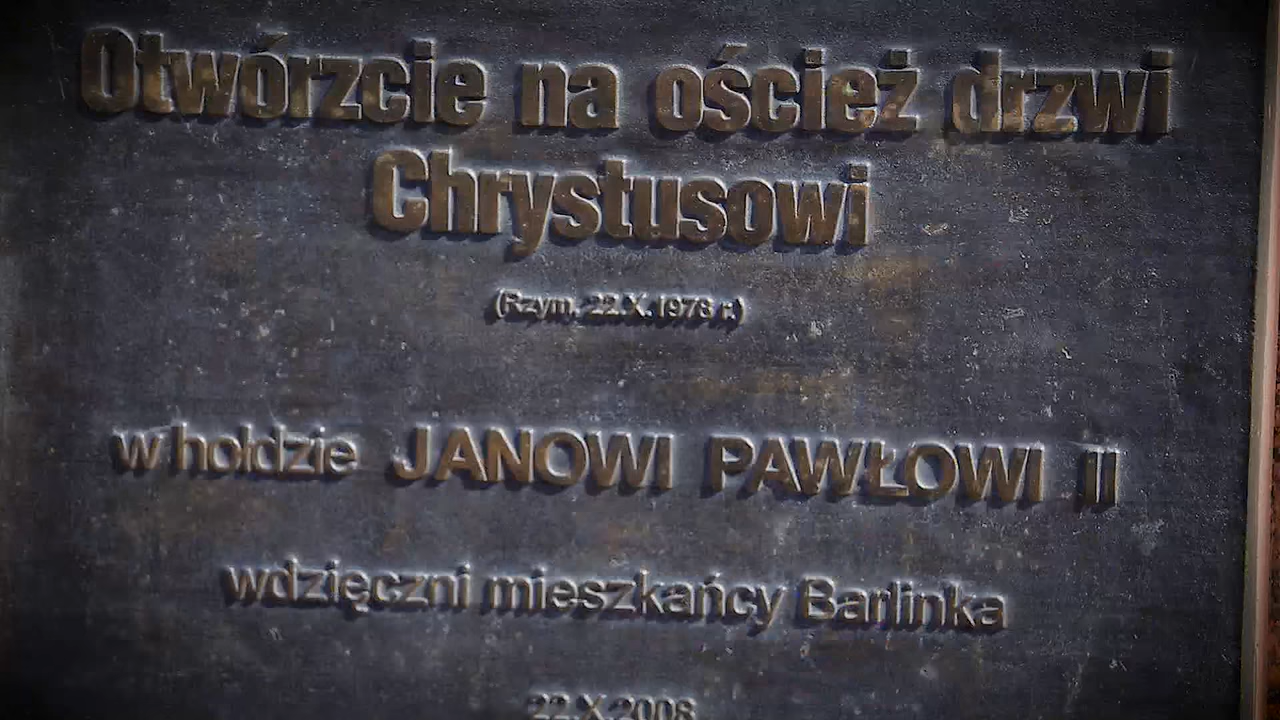 Otwórzcie na oścież drzwi
Chrystusowi
(Rzym, 22.X.1978 r.)
w hołdzie JANOWI PAWŁOWI II
wdzięczni mieszkańcy Barlinka
22.X.2008